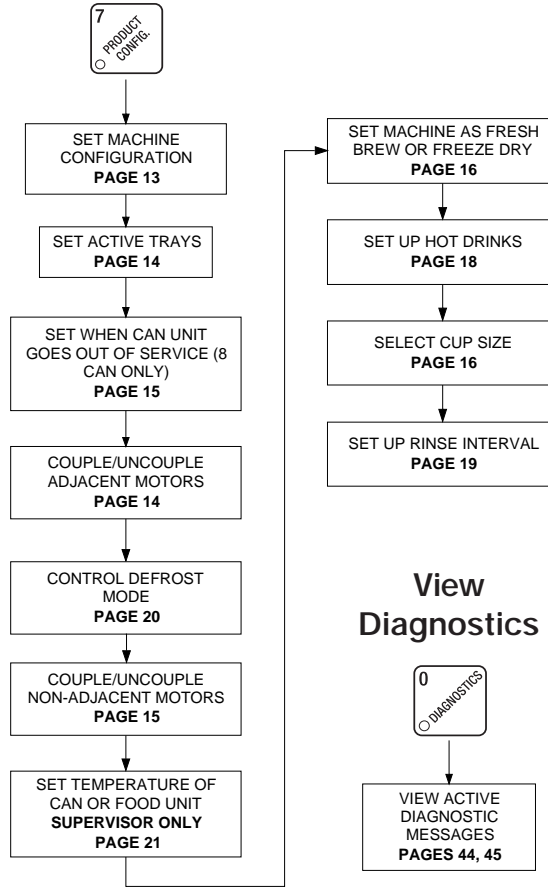 7
PRODUCT
CONFIG.
SET MACHINE
CONFIGURATION
PAGE 13
SET ACTIVE TRAYS
PAGE 14
SET WHEN CAN UNIT
GOES OUT OF SERVICE (8
CAN ONLY)
PAGE 15
COUPLE/UNCOUPLE
ADJACENT MOTORS
PAGE 14
CONTROL DEFROST
MODE
PAGE 20
COUPLE/UNCOUPLE
NON-ADJACENT MOTORS
PAGE 15
SET TEMPERATURE OF
CAN OR FOOD UNIT
SUPERVISOR ONLY
PAGE 21
SET MACHINE AS FRESH
BREW OR FREEZE DRY
PAGE 16
SET UP HOT DRINKS
PAGE 18
SELECT CUP SIZE
PAGE 16
SET UP RINSE INTERVAL
PAGE 19
View
Diagnostics
0
DIAGNOSTICS
VIEW ACTIVE
DIAGNOSTIC
MESSAGES
PAGES 44, 45